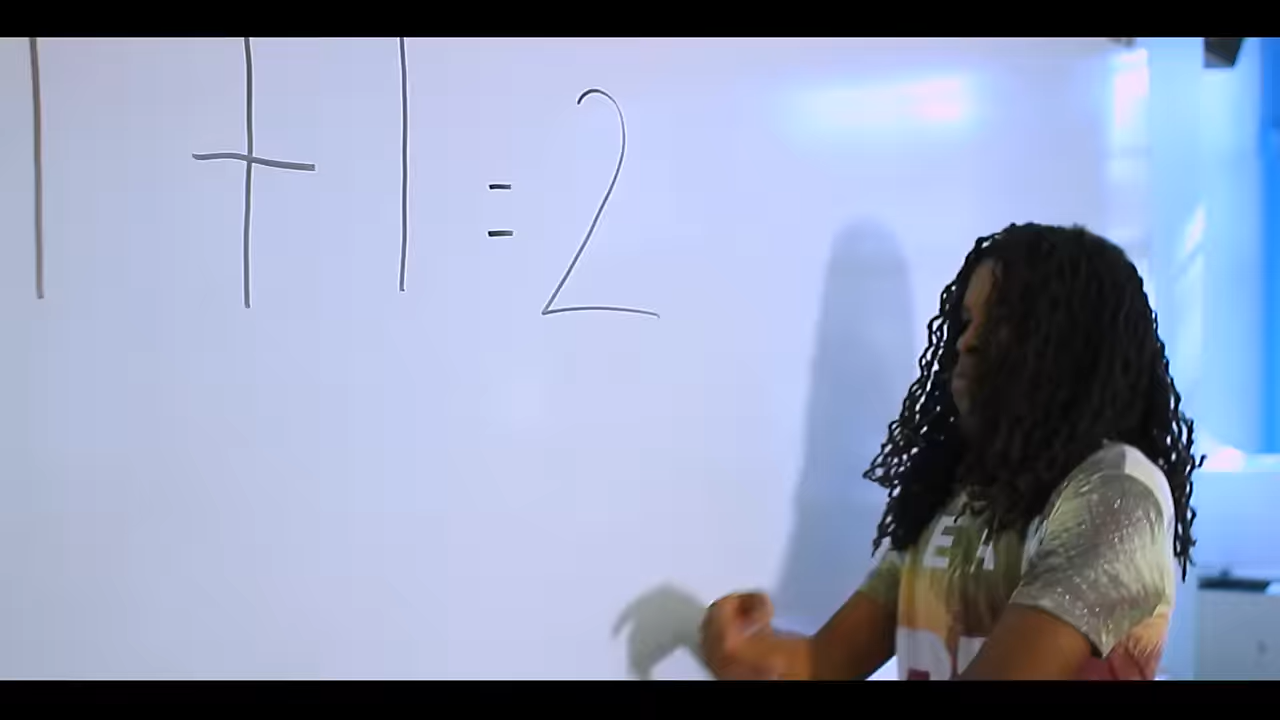 1 + 1 = 2